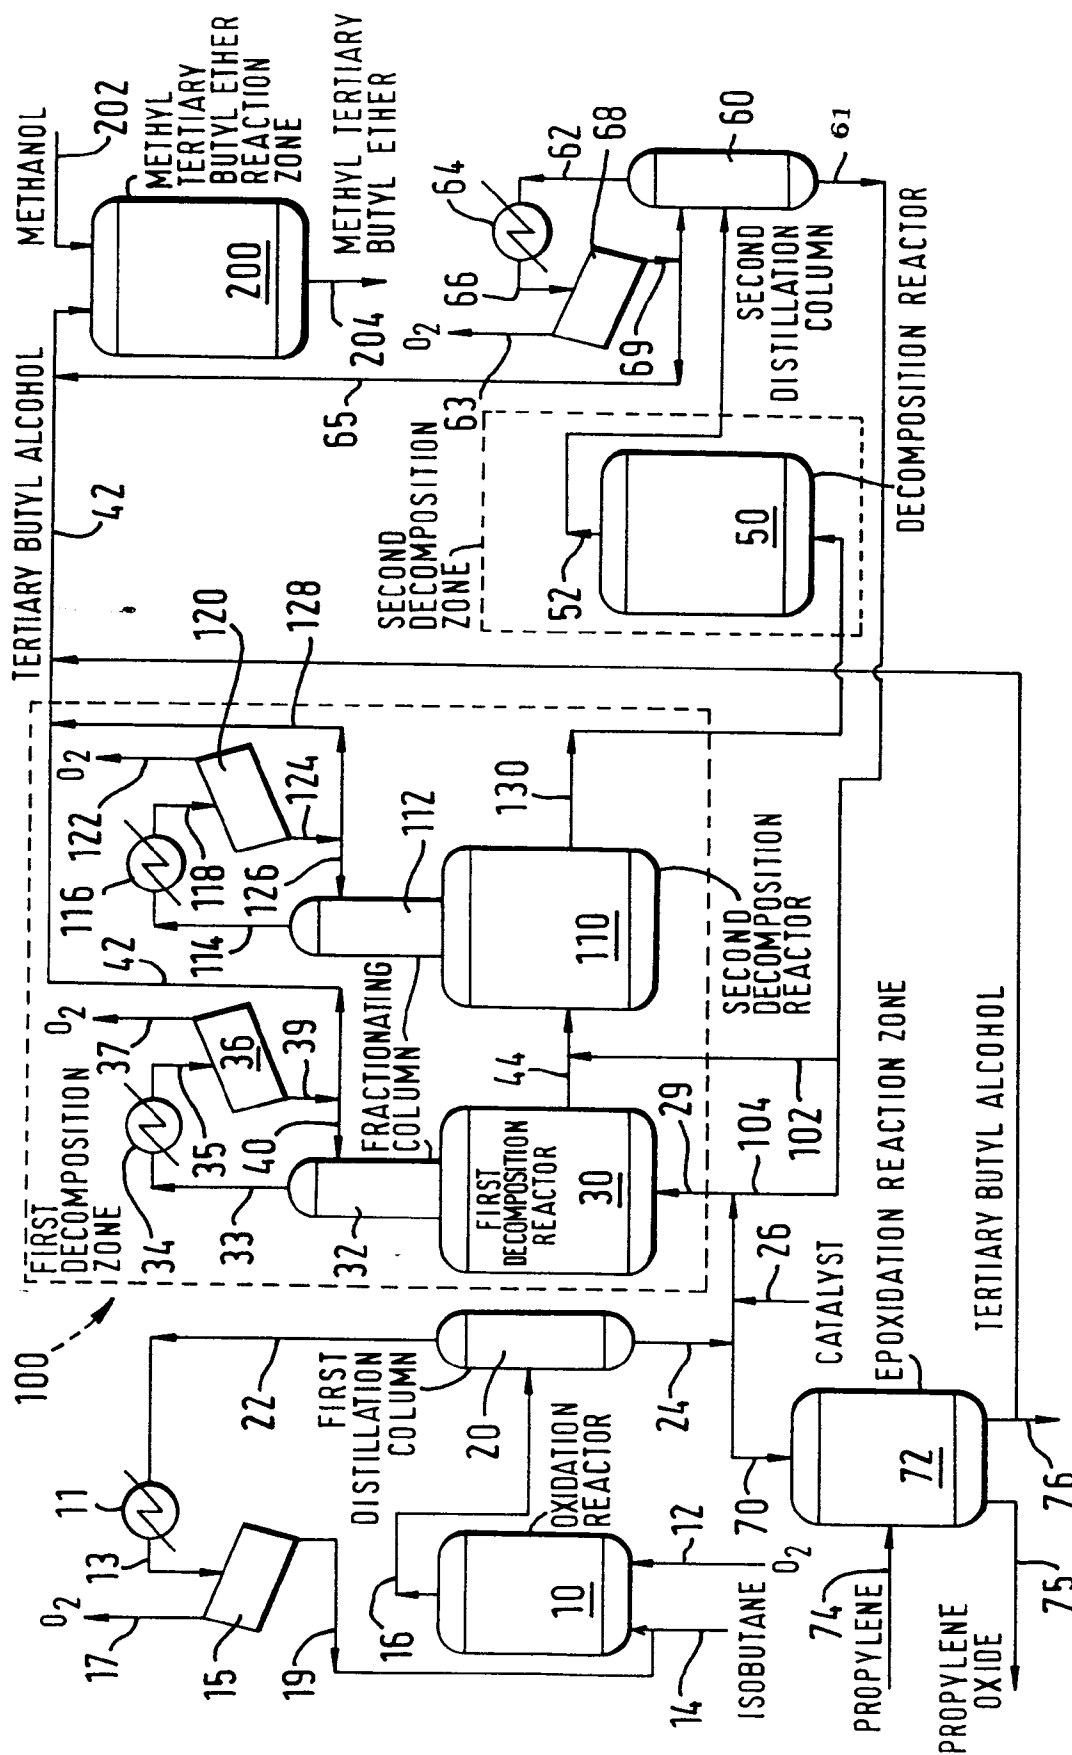 100
FIRST
DECOMPOSITION
ZONE
TERTIARY BUTYL ALCOHOL
METHANOL
202
METHYL
TERTIARY
BUTYL ETHER
REACTION
ZONE
200
204
METHYL TERTIARY
BUTYL ETHER
42
O2
17
13
11
15
19
22
O2
37
34
35
36
33
39
40
32
42
O2
122
116
118
120
114
124
126
128
112
FRACTIONATING
COLUMN
FIRST
DECOMPOSITION
REACTOR
30
44
110
130
SECOND
DECOMPOSITION
REACTOR
29
104
102
65
O2
63
66
64
62
68
69
60
61
SECOND
DISTILLATION
COLUMN
SECOND
DECOMPOSITION
ZONE
52
50
DECOMPOSITION REACTOR
FIRST
DISTILLATION
COLUMN
20
24
16
OXIDATION
REACTOR
10
12
O2
14
ISOBUTANE
26
CATALYST
70
EPOXIDATION REACTION ZONE
72
74
PROPYLENE
PROPYLENE
OXIDE
75
76
TERTIARY BUTYL ALCOHOL